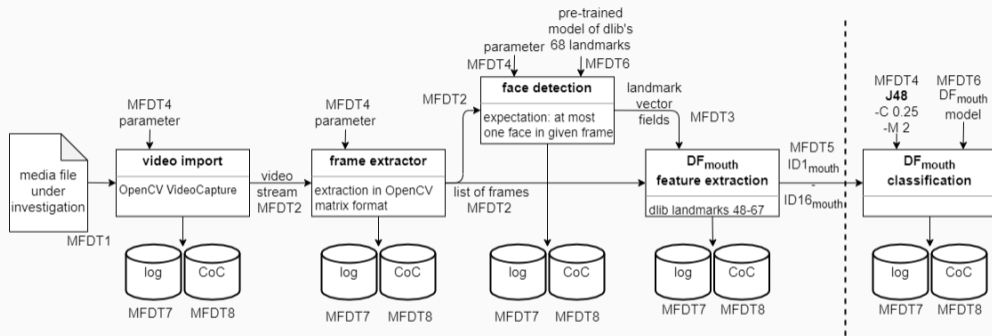 media file
under
investigation
MFDT1
MFDT4
parameter
video import
OpenCV VideoCapture
log
CoC
MFDT7
MFDT8
video
stream
MFDT2
MFDT4
parameter
frame extractor
extraction in OpenCV
matrix format
log
CoC
MFDT7
MFDT8
list of frames
MFDT2
MFDT2
parameter
MFDT4
pre-trained
model of dlib's
68 landmarks
MFDT6
face detection
expectation: at most
one face in given frame
log
CoC
MFDT7
MFDT8
landmark
vector
fields
MFDT3
DFmouth
feature extraction
dlib landmarks 48-67
log
CoC
MFDT7
MFDT8
MFDT5
ID1mouth
-
ID16mouth
MFDT4
J48
-C 0.25
-M 2
MFDT6
DFmouth
model
DFmouth
classification
log
CoC
MFDT7
MFDT8